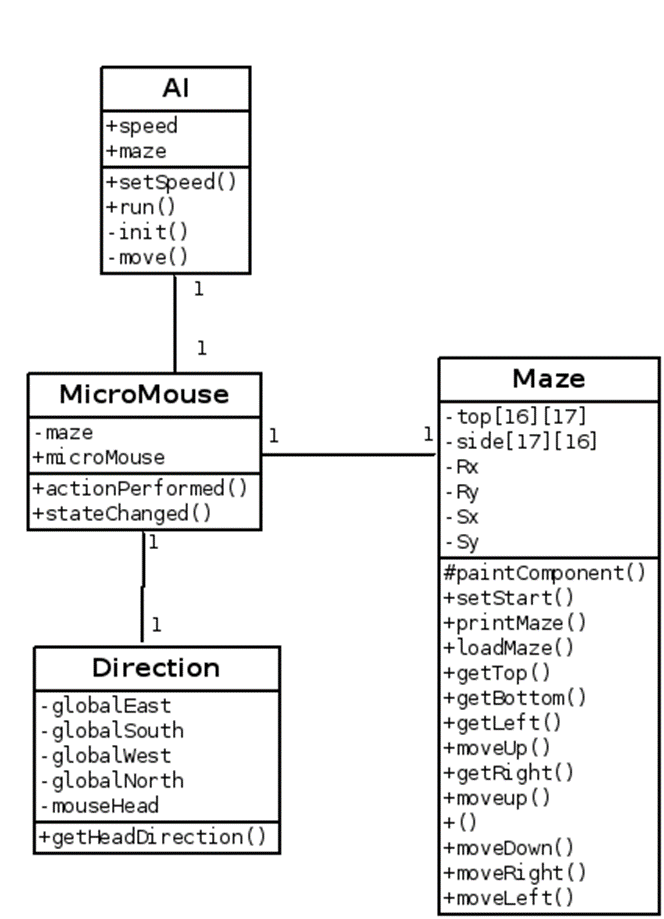 AI
+speed
+maze
+setSpeed()
+run()
-init()
-move()
1
1
MicroMouse
-maze
+microMouse
+actionPerformed()
+stateChanged()
1
1
1
1
Direction
-globalEast
-globalSouth
-globalWest
-globalNorth
-mouseHead
+getHeadDirection()
Maze
-top[16][17]
-side[17][16]
-Rx
-Ry
-Sx
-Sy
#paintComponent()
+setStart()
+printMaze()
+loadMaze()
+getTop()
+getBottom()
+getLeft()
+moveUp()
+getRight()
+moveup()
+()
+moveDown()
+moveRight()
+moveLeft()